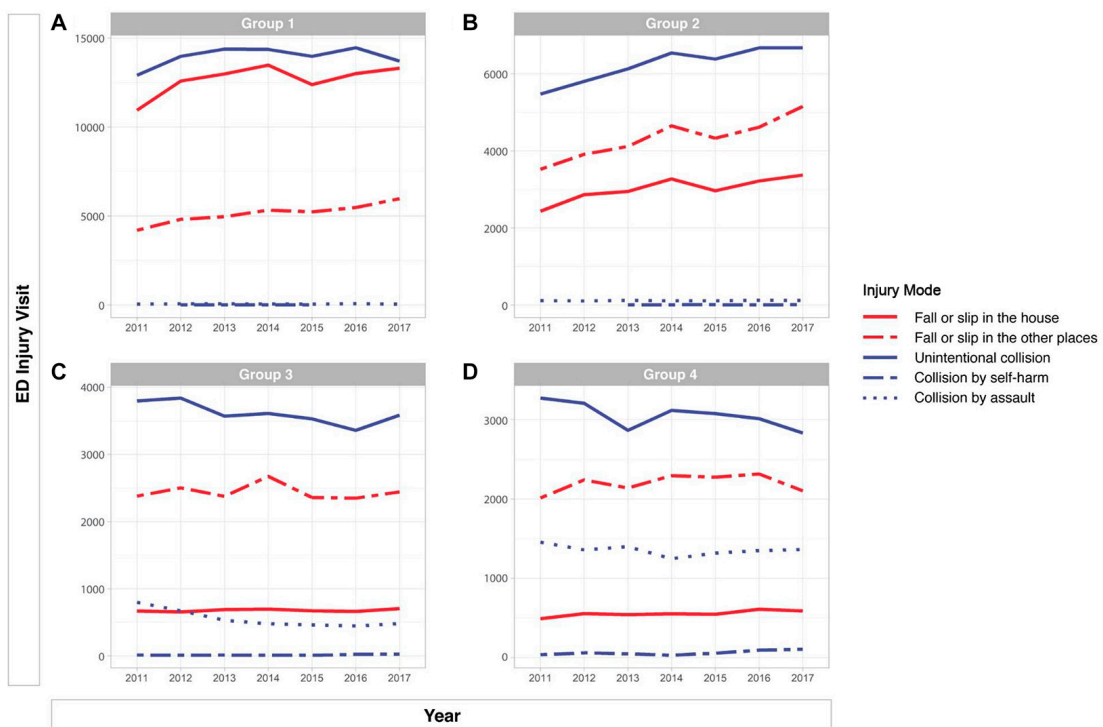 A
Group 1
15000
10000
5000
0
2011 2012 2013 2014 2015 2016 2017
B
Group 2
6000
4000
2000
0
2011 2012 2013 2014 2015 2016 2017
C
Group 3
4000
3000
2000
1000
0
2011 2012 2013 2014 2015 2016 2017
D
Group 4
3000
2000
1000
0
2011 2012 2013 2014 2015 2016 2017
ED Injury Visit
Year
Injury Mode
Fall or slip in the house
Fall or slip in the other places
Unintentional collision
Collision by self-harm
Collision by assault